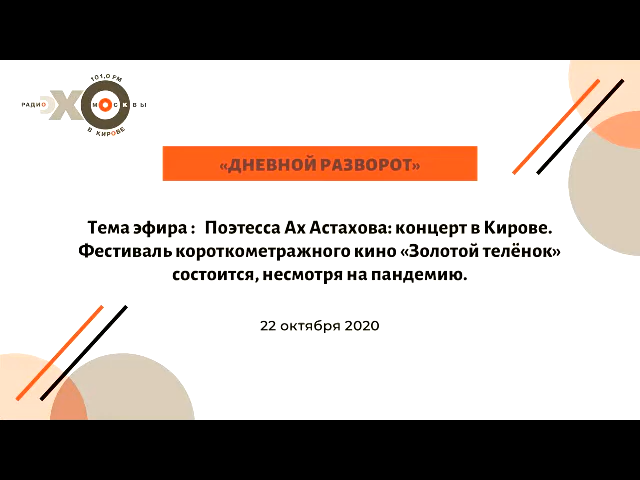 101,0 FM
РАДИО ЭХО МОСКВЫ
В КИРОВЕ
«ДНЕВНОЙ РАЗВОРОТ»
Тема эфира : Поэтесса Ах Астахова: концерт в Кирове.
Фестиваль короткометражного кино «Золотой телёнок»
состоится, несмотря на пандемию.
22 октября 2020